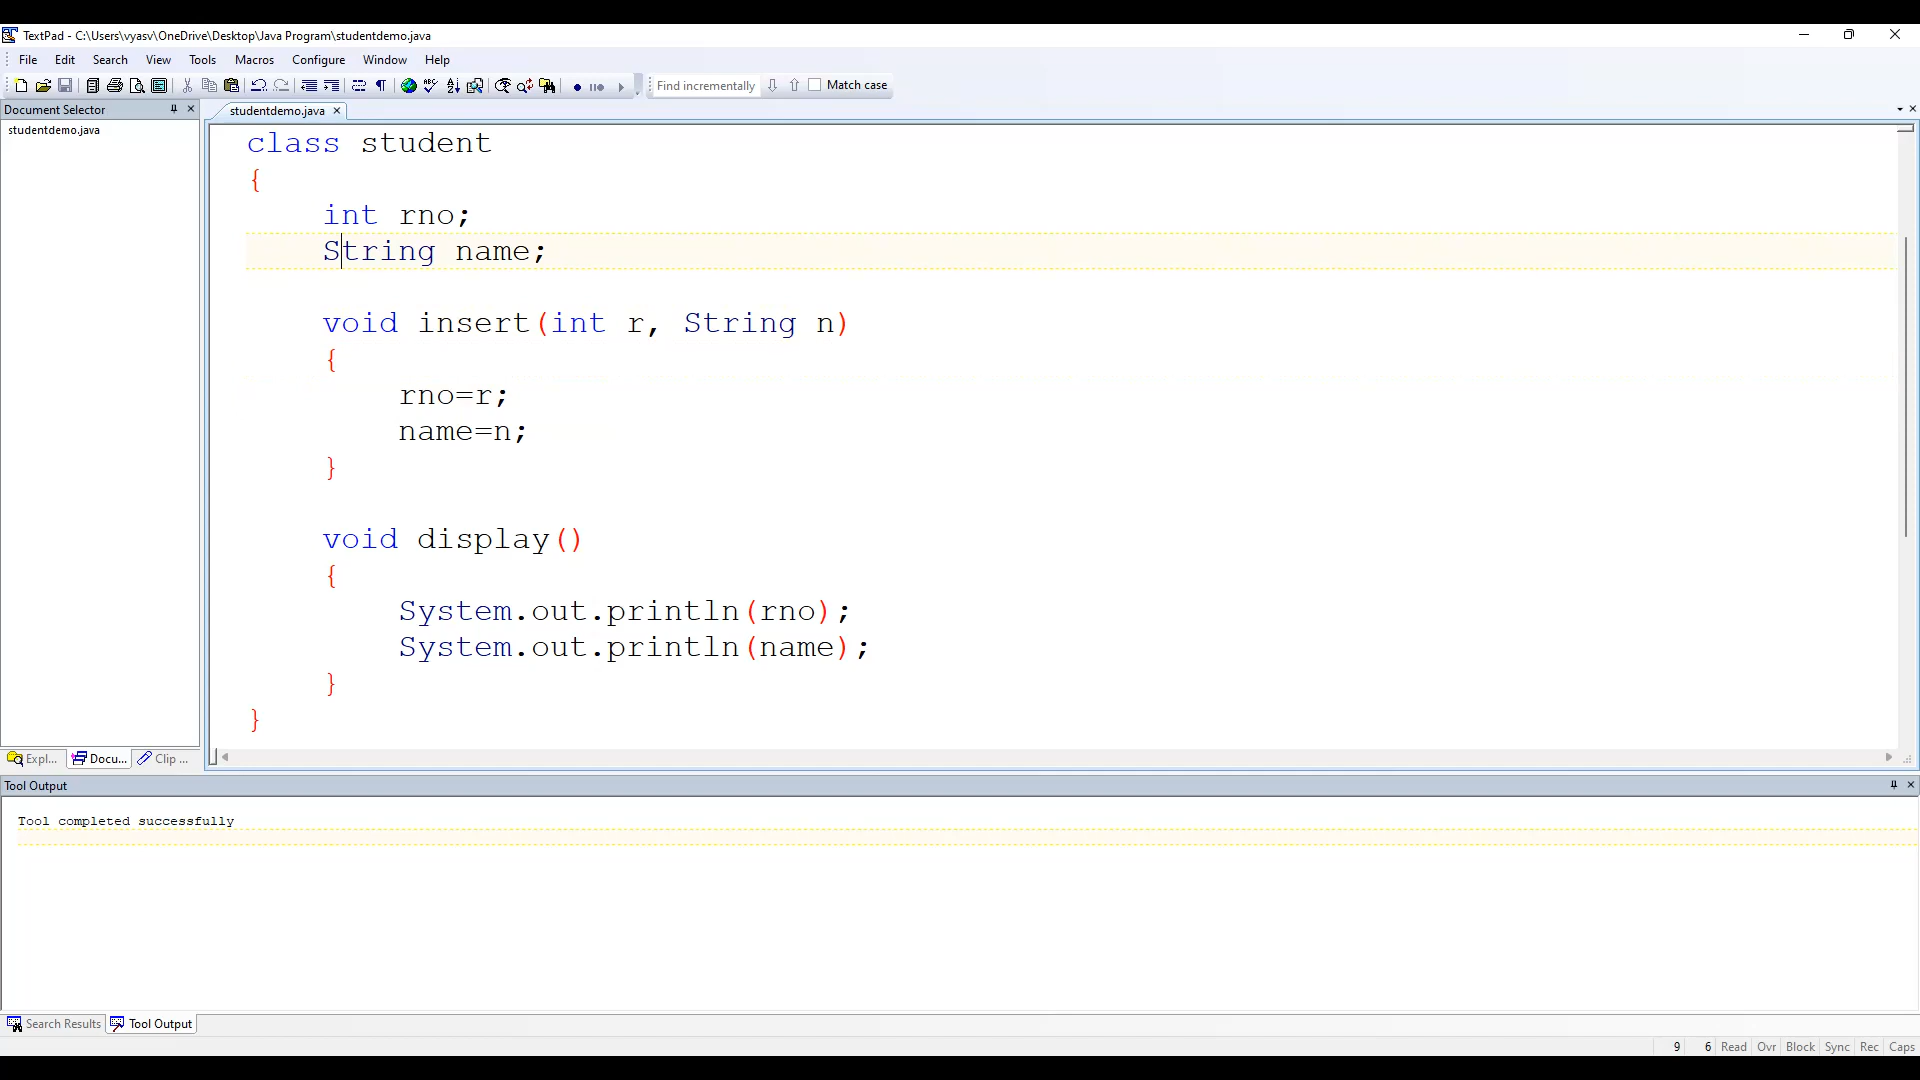 TextPad - C:\Users\vyasv\OneDrive\Desktop\Java Program\studentdemo.java
File Edit Search View Tools Macros Configure Window Help
Find incrementally Match case
Document Selector
studentdemo.java
studentdemo.java
class student
{
int rno;
String name;
void insert(int r, String n)
{
rno=r;
name=n;
}
void display()
{
System.out.println(rno);
System.out.println(name);
}
}
Expl... Docu... Clip ...
Tool Output
Tool completed successfully
Search Results Tool Output
9 6 Read Ovr Block Sync Rec Caps